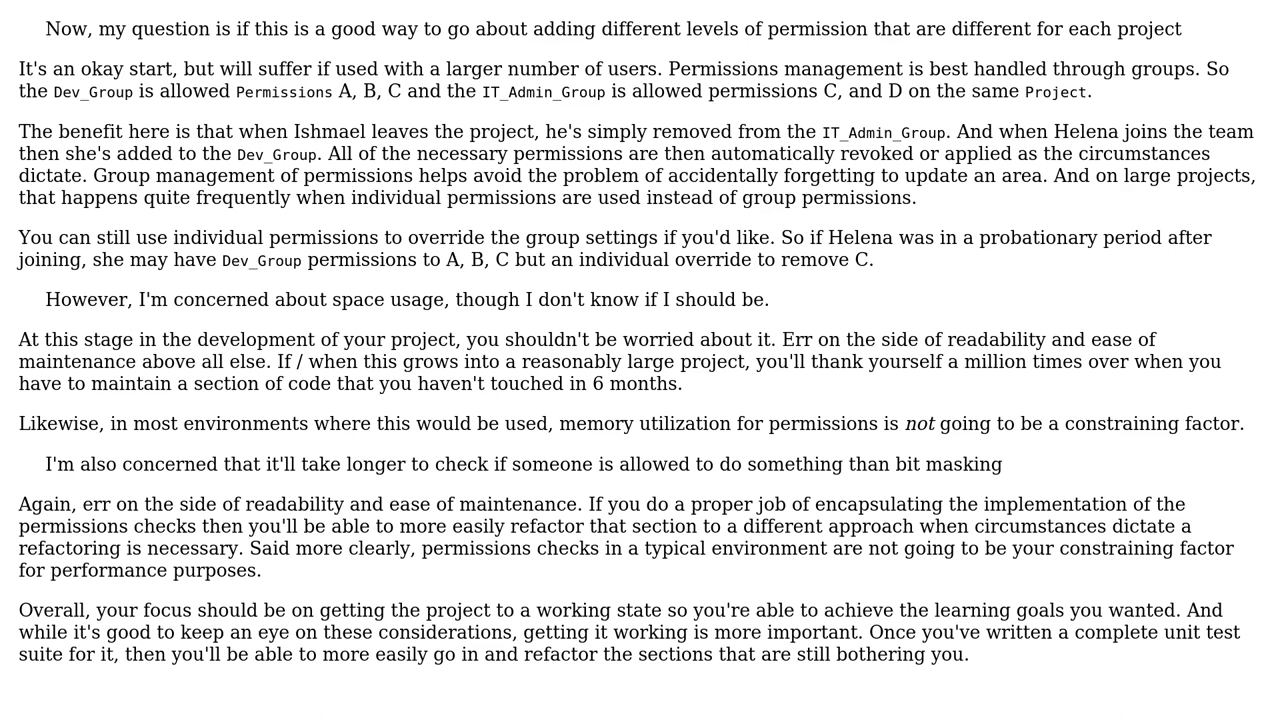 Now, my question is if this is a good way to go about adding different levels of permission that are different for each project
It's an okay start, but will suffer if used with a larger number of users. Permissions management is best handled through groups. So
the Dev_Group is allowed Permissions A, B, C and the IT_Admin_Group is allowed permissions C, and D on the same Project.
The benefit here is that when Ishmael leaves the project, he's simply removed from the IT_Admin_Group. And when Helena joins the team
then she's added to the Dev_Group. All of the necessary permissions are then automatically revoked or applied as the circumstances
dictate. Group management of permissions helps avoid the problem of accidentally forgetting to update an area. And on large projects,
that happens quite frequently when individual permissions are used instead of group permissions.
You can still use individual permissions to override the group settings if you'd like. So if Helena was in a probationary period after
joining, she may have Dev_Group permissions to A, B, C but an individual override to remove C.
However, I'm concerned about space usage, though I don't know if I should be.
At this stage in the development of your project, you shouldn't be worried about it. Err on the side of readability and ease of
maintenance above all else. If / when this grows into a reasonably large project, you'll thank yourself a million times over when you
have to maintain a section of code that you haven't touched in 6 months.
Likewise, in most environments where this would be used, memory utilization for permissions is not going to be a constraining factor.
I'm also concerned that it'll take longer to check if someone is allowed to do something than bit masking
Again, err on the side of readability and ease of maintenance. If you do a proper job of encapsulating the implementation of the
permissions checks then you'll be able to more easily refactor that section to a different approach when circumstances dictate a
refactoring is necessary. Said more clearly, permissions checks in a typical environment are not going to be your constraining factor
for performance purposes.
Overall, your focus should be on getting the project to a working state so you're able to achieve the learning goals you wanted. And
while it's good to keep an eye on these considerations, getting it working is more important. Once you've written a complete unit test
suite for it, then you'll be able to more easily go in and refactor the sections that are still bothering you.